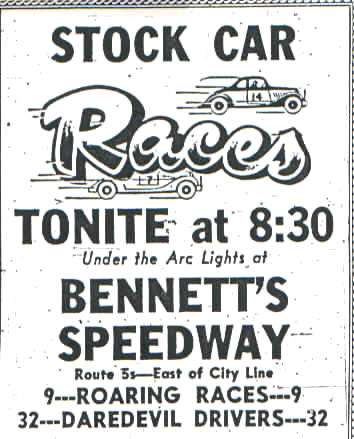 STOCK CAR
14
Races
7
TONITE at 8:30
Under the Arc Lights at
BENNETT'S
SPEEDWAY
Route 5s—East of City Line
9---ROARING RACES---9
32---DAREDEVIL DRIVERS---32